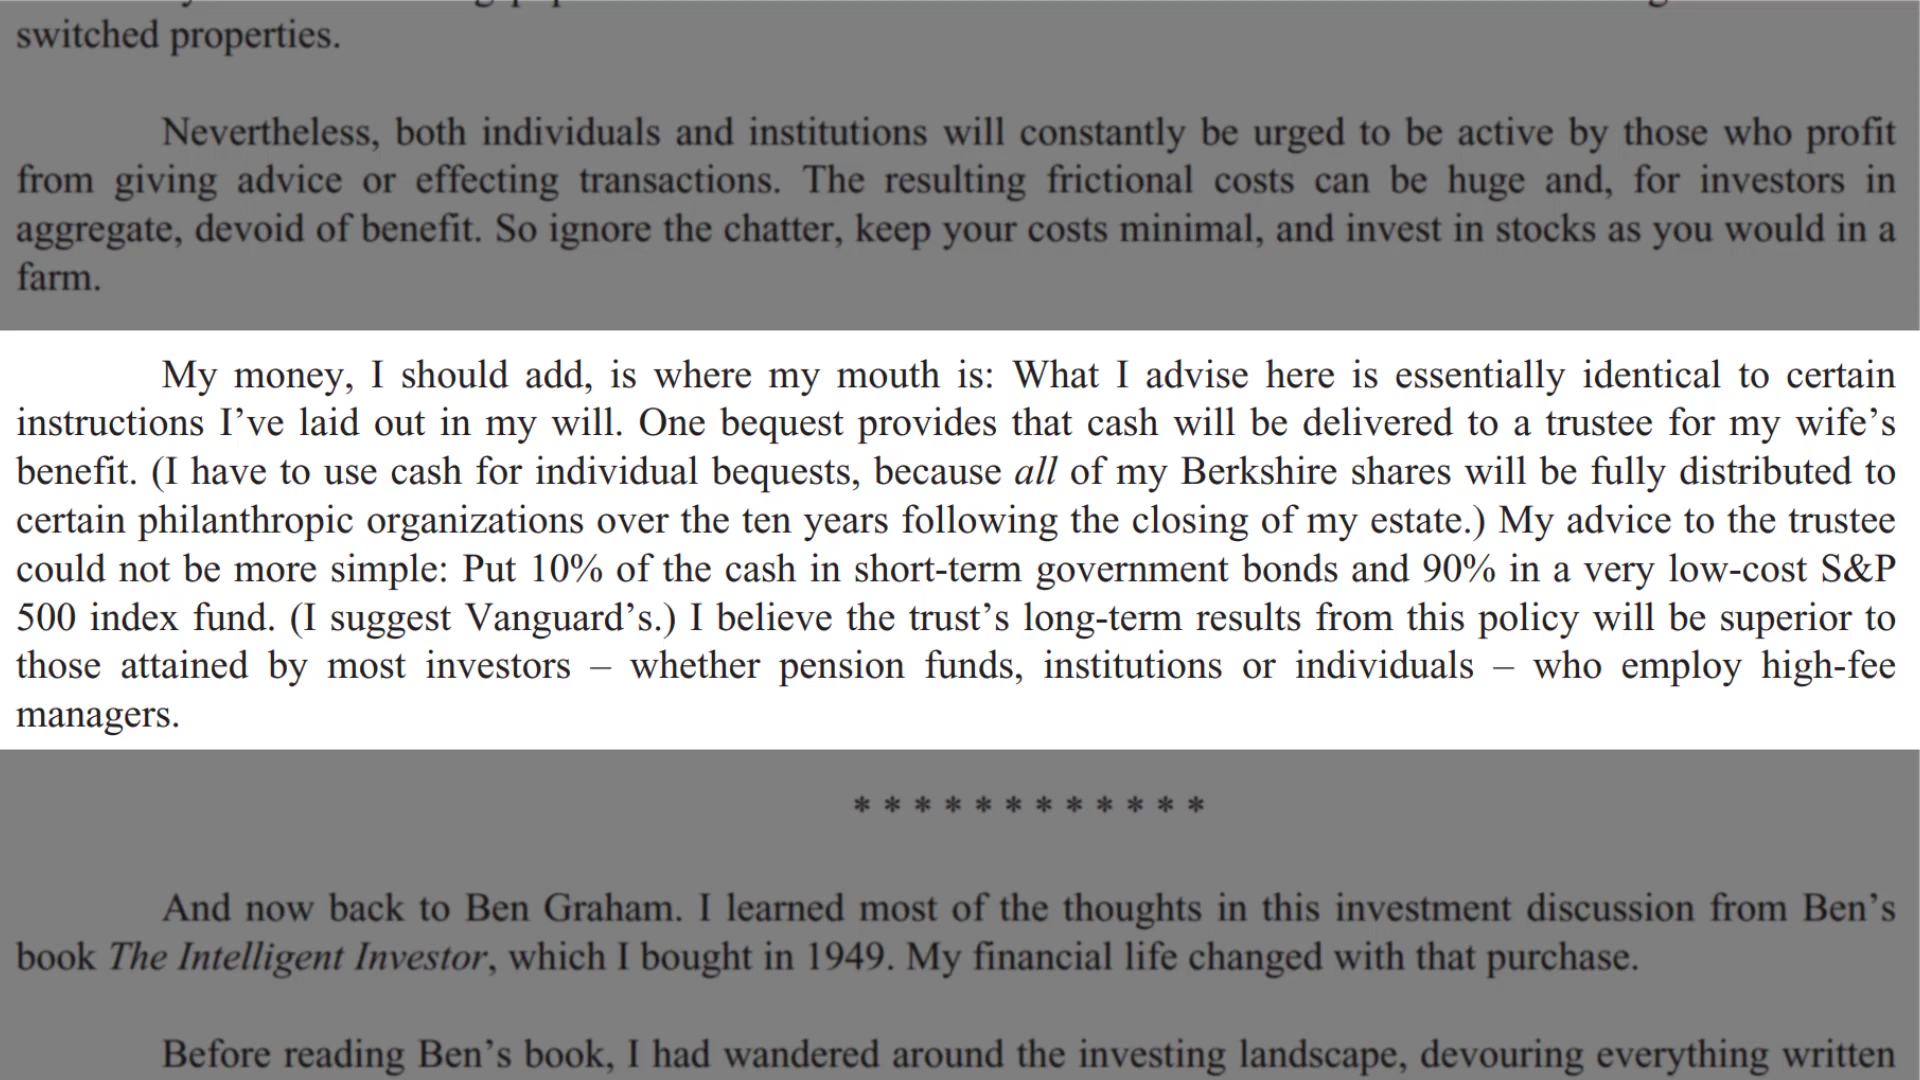 switched properties.
Nevertheless, both individuals and institutions will constantly be urged to be active by those who profit
from giving advice or effecting transactions. The resulting frictional costs can be huge and, for investors in
aggregate, devoid of benefit. So ignore the chatter, keep your costs minimal, and invest in stocks as you would in a
farm.
My money, I should add, is where my mouth is: What I advise here is essentially identical to certain
instructions I’ve laid out in my will. One bequest provides that cash will be delivered to a trustee for my wife’s
benefit. (I have to use cash for individual bequests, because all of my Berkshire shares will be fully distributed to
certain philanthropic organizations over the ten years following the closing of my estate.) My advice to the trustee
could not be more simple: Put 10% of the cash in short-term government bonds and 90% in a very low-cost S&P
500 index fund. (I suggest Vanguard’s.) I believe the trust’s long-term results from this policy will be superior to
those attained by most investors – whether pension funds, institutions or individuals – who employ high-fee
managers.
* * * * * * * * * * * *
And now back to Ben Graham. I learned most of the thoughts in this investment discussion from Ben’s
book The Intelligent Investor, which I bought in 1949. My financial life changed with that purchase.
Before reading Ben’s book, I had wandered around the investing landscape, devouring everything written